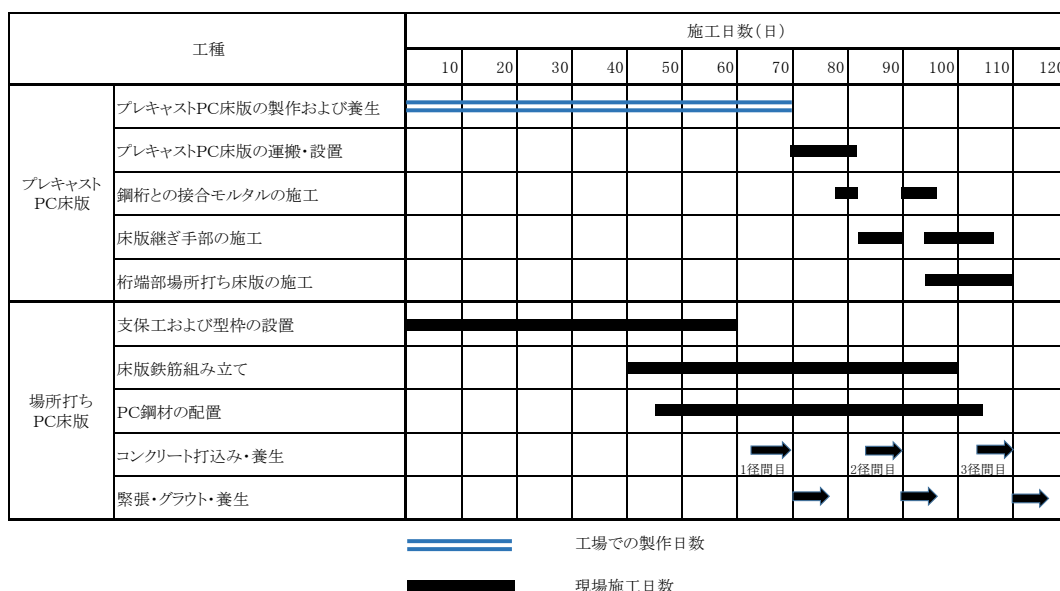 工種
施工日数(日)
10 20 30 40 50 60 70 80 90 100 110 120
プレキャスト
PC床版
プレキャストPC床版の製作および養生
プレキャストPC床版の運搬・設置
鋼桁との接合モルタルの施工
床版継ぎ手部の施工
桁端部場所打ち床版の施工
場所打ち
PC床版
支保工および型枠の設置
床版鉄筋組み立て
PC鋼材の配置
コンクリート打込み・養生
1径間目 2径間目 3径間目
緊張・グラウト・養生
工場での製作日数
現場施工日数